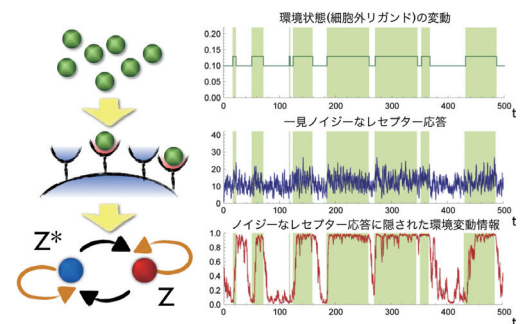 環境状態(細胞外リガンド)の変動
0.20
0.15
0.10
0.05
0.00
0 100 200 300 400 500 t
一見ノイジーなレセプター応答
40
30
20
10
0
0 100 200 300 400 500 t
ノイジーなレセプター応答に隠された環境変動情報
1.0
0.8
0.6
0.4
0.2
0.0
0 100 200 300 400 500
t
Z*
Z